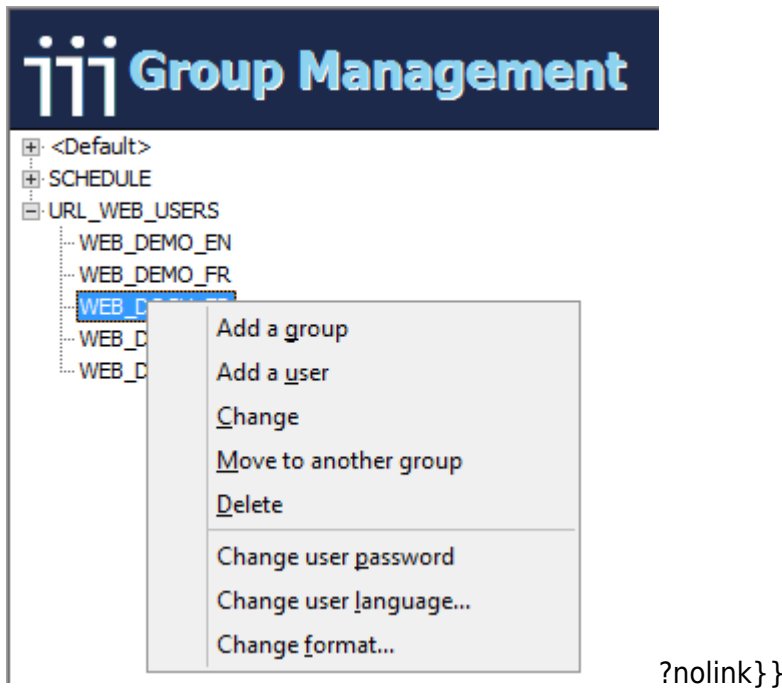 Group Management
<Default>
SCHEDULE
URL_WEB_USERS
WEB_DEMO_EN
WEB_DEMO_FR
Add a group
Add a user
Change
Move to another group
Delete
Change user password
Change user language...
Change format...
?nolink}}